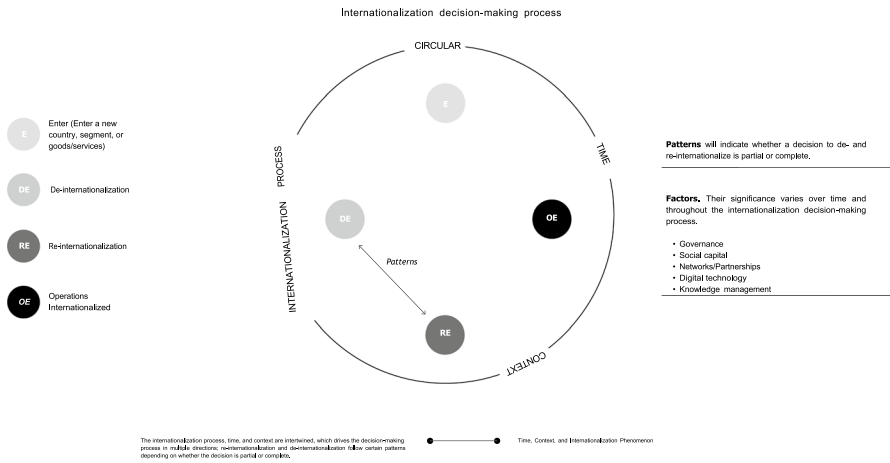 Internationalization decision-making process
CIRCULAR
E
E
Enter (Enter a new
country, segment, or
goods/services)
TIME
Patterns will indicate whether a decision to de- and
re-internationalize is partial or complete.
PROCESS
DE
De-internationalization
DE
OE
Factors. Their significance varies over time and
throughout the internationalization decision-making
process.
• Governance
• Social capital
• Networks/Partnerships
• Digital technology
• Knowledge management
INTERNATIONALIZATION
RE
Re-internationalization
Patterns
OE
Operations
Internationalized
RE
CONTEXT
The internationalization process, time, and context are intertwined, which drives the decision-making
process in multiple directions; re-internationalization and de-internationalization follow certain patterns
depending on whether the decision is partial or complete.
Time, Context, and Internationalization Phenomenon